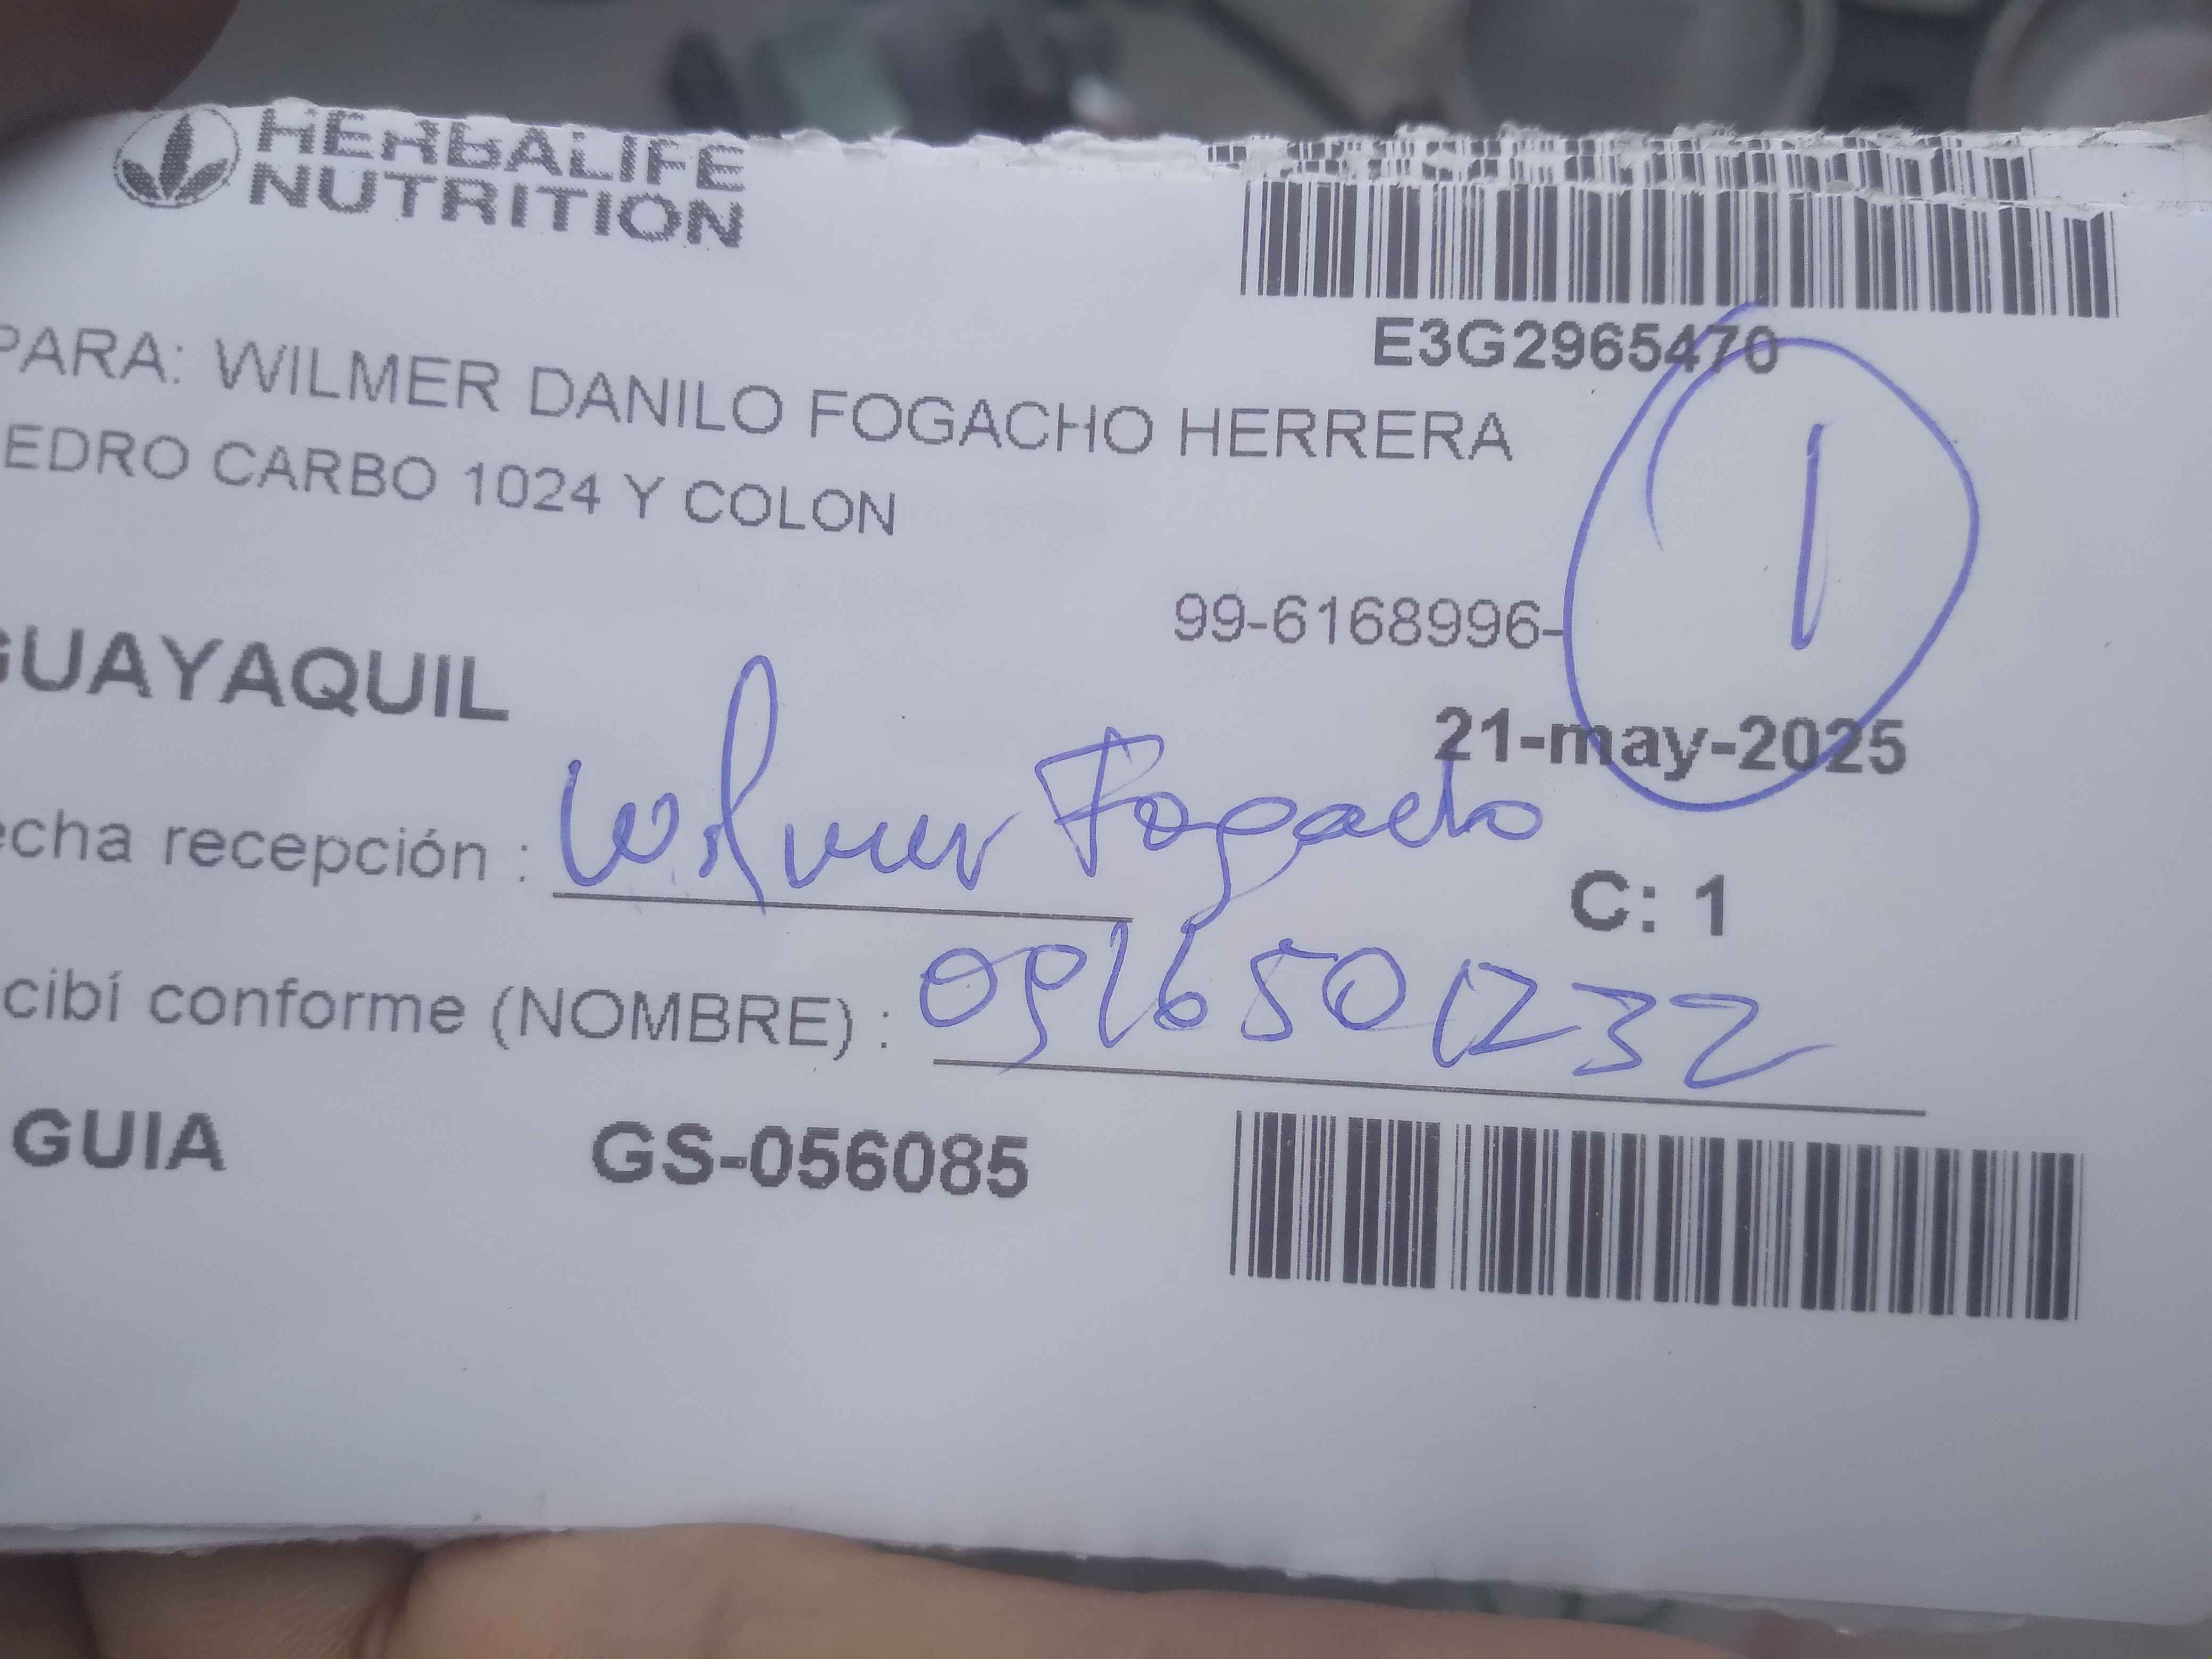 HERBALIFE
NUTRITION
E3G2965470
PARA: WILMER DANILO FOGACHO HERRERA
EDRO CARBO 1024 Y COLON
1
99-6168996-
GUAYAQUIL
21-may-2025
echa recepción : Wilmer Fogacho
C: 1
cibí conforme (NOMBRE) : 0916501232
GUIA GS-056085